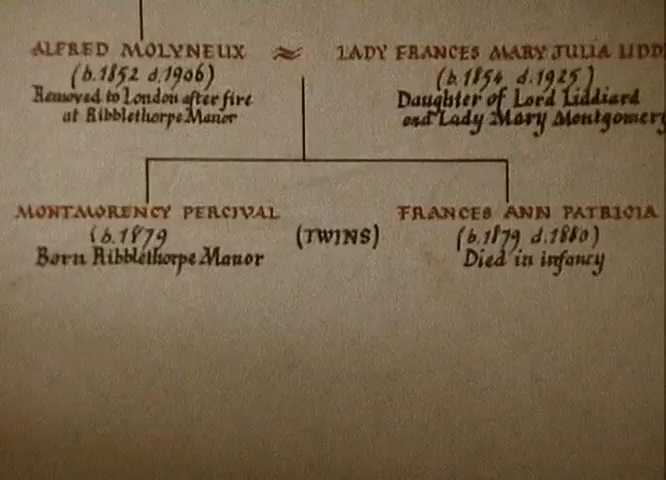 ALFRED MOLYNEUX ≈ LADY FRANCES MARY JULIA LIDD
(b.1852 d.1906) (b.1854 d.1925)
Removed to London after fire Daughter of Lord Liddiard
at Ribblethorpe Manor and Lady Mary Montgomery
MONTMORENCY PERCIVAL FRANCES ANN PATRICIA
(b.1879 (TWINS) (b.1879 d.1880)
Born Ribblethorpe Manor Died in infancy